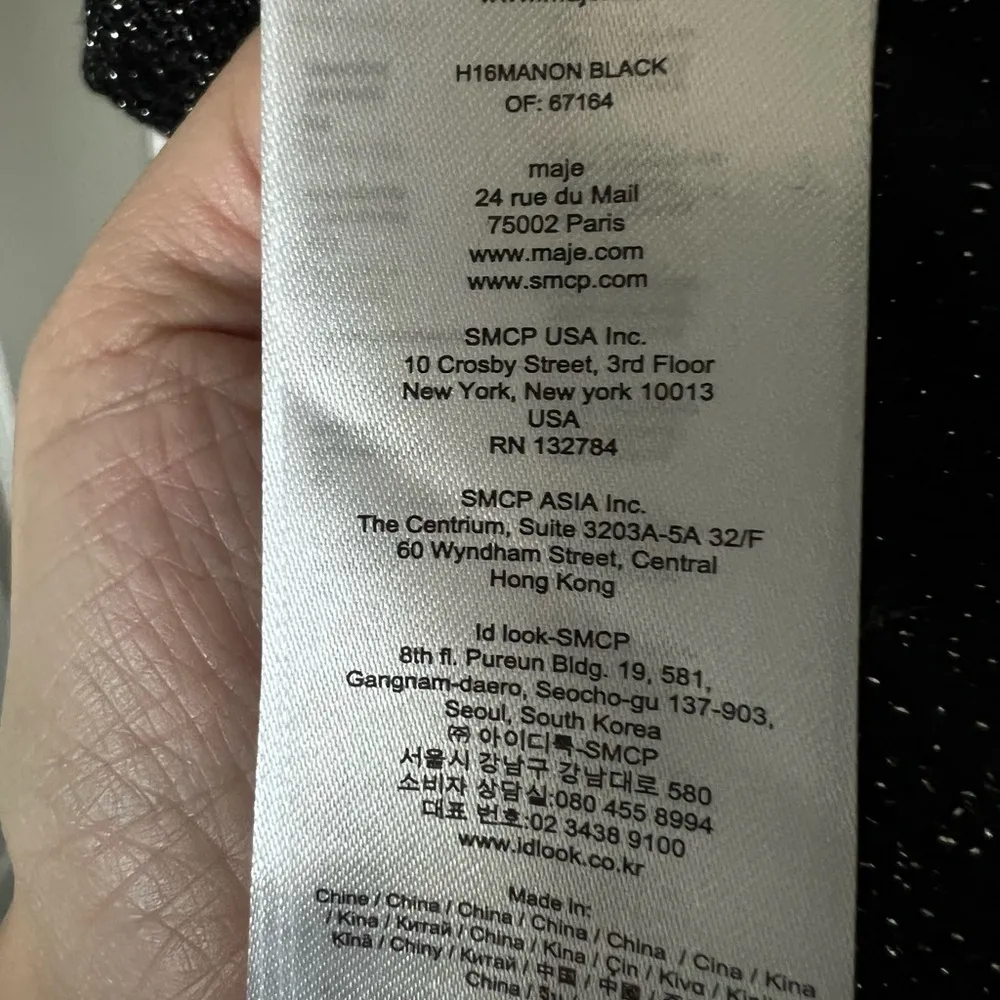 www.maje
H16MANON BLACK
OF: 67164
maje
24 rue du Mail
75002 Paris
www.maje.com
www.smcp.com
SMCP USA Inc.
10 Crosby Street, 3rd Floor
New York, New york 10013
USA
RN 132784
SMCP ASIA Inc.
The Centrium, Suite 3203A-5A 32/F
60 Wyndham Street, Central
Hong Kong
Id look-SMCP
8th fl. Pureun Bldg. 19, 581,
Gangnam-daero, Seocho-gu 137-903,
Seoul, South Korea
㈜ 아이디룩-SMCP
서울시 강남구 강남대로 580
소비자 상담실:080 455 8994
대표 번호:02 3438 9100
www.idlook.co.kr
Made In:
Chine / China / China / China / China / Cina / Kina
/ Kina / Китай / China / Kina / Çin / Kíva /
Kīnā / Chiny / Китай / 中国 / 中國 /
China /